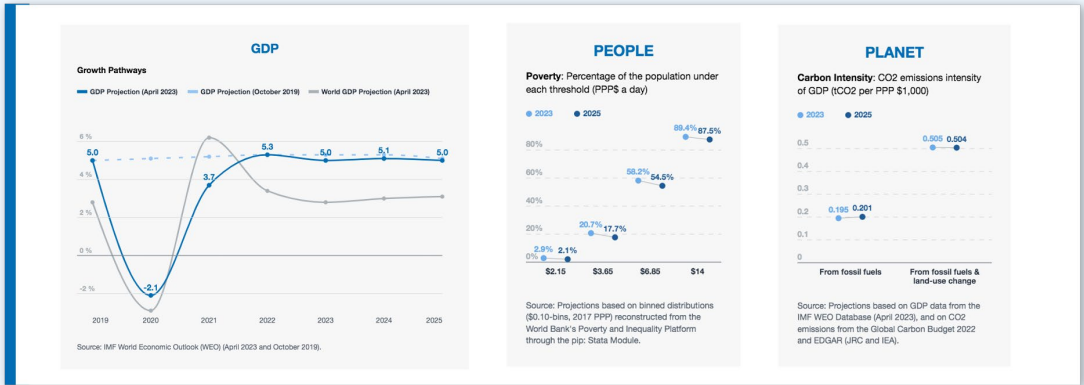 GDP
Growth Pathways
GDP Projection (April 2023) GDP Projection (October 2019) World GDP Projection (April 2023)
6 %
4 %
2 %
0 %
-2 %
5.0
-2.1
3.7
5.3
5.0
5.1
5.0
2019 2020 2021 2022 2023 2024 2025
Source: IMF World Economic Outlook (WEO) (April 2023 and October 2019).
PEOPLE
Poverty: Percentage of the population under
each threshold (PPP$ a day)
2023 2025
80%
60%
40%
20%
0%
2.9% 2.1%
20.7% 17.7%
58.2% 54.5%
89.4% 87.5%
$2.15 $3.65 $6.85 $14
Source: Projections based on binned distributions
($0.10-bins, 2017 PPP) reconstructed from the
World Bank's Poverty and Inequality Platform
through the pip: Stata Module.
PLANET
Carbon Intensity: CO2 emissions intensity
of GDP (tCO2 per PPP $1,000)
2023 2025
0.5
0.4
0.3
0.2
0.1
0
0.195 0.201
0.505 0.504
From fossil fuels
From fossil fuels &
land-use change
Source: Projections based on GDP data from the
IMF WEO Database (April 2023), and on CO2
emissions from the Global Carbon Budget 2022
and EDGAR (JRC and IEA).